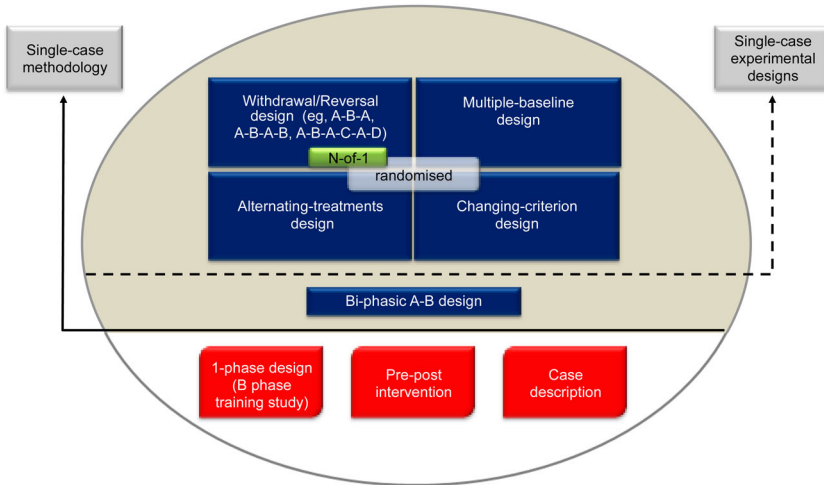 Single-case
methodology
Single-case
experimental
designs
Withdrawal/Reversal
design (eg, A-B-A,
A-B-A-B, A-B-A-C-A-D)
Multiple-baseline
design
N-of-1
randomised
Alternating-treatments
design
Changing-criterion
design
Bi-phasic A-B design
1-phase design
(B phase
training study)
Pre-post
intervention
Case
description